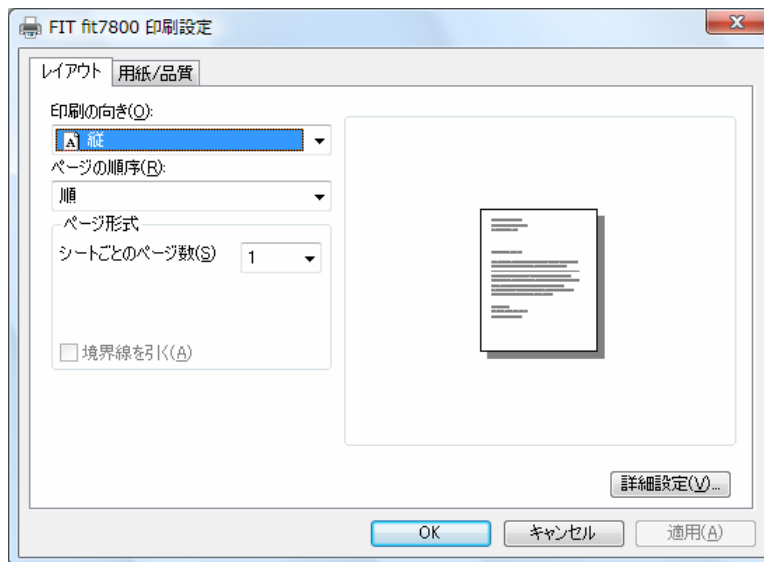 FIT fit7800 印刷設定
レイアウト 用紙/品質
印刷の向き(O):
縦
ページの順序(R):
順
ページ形式
シートごとのページ数(S) 1
境界線を引く(A)
詳細設定(V)...
OK キャンセル 適用(A)